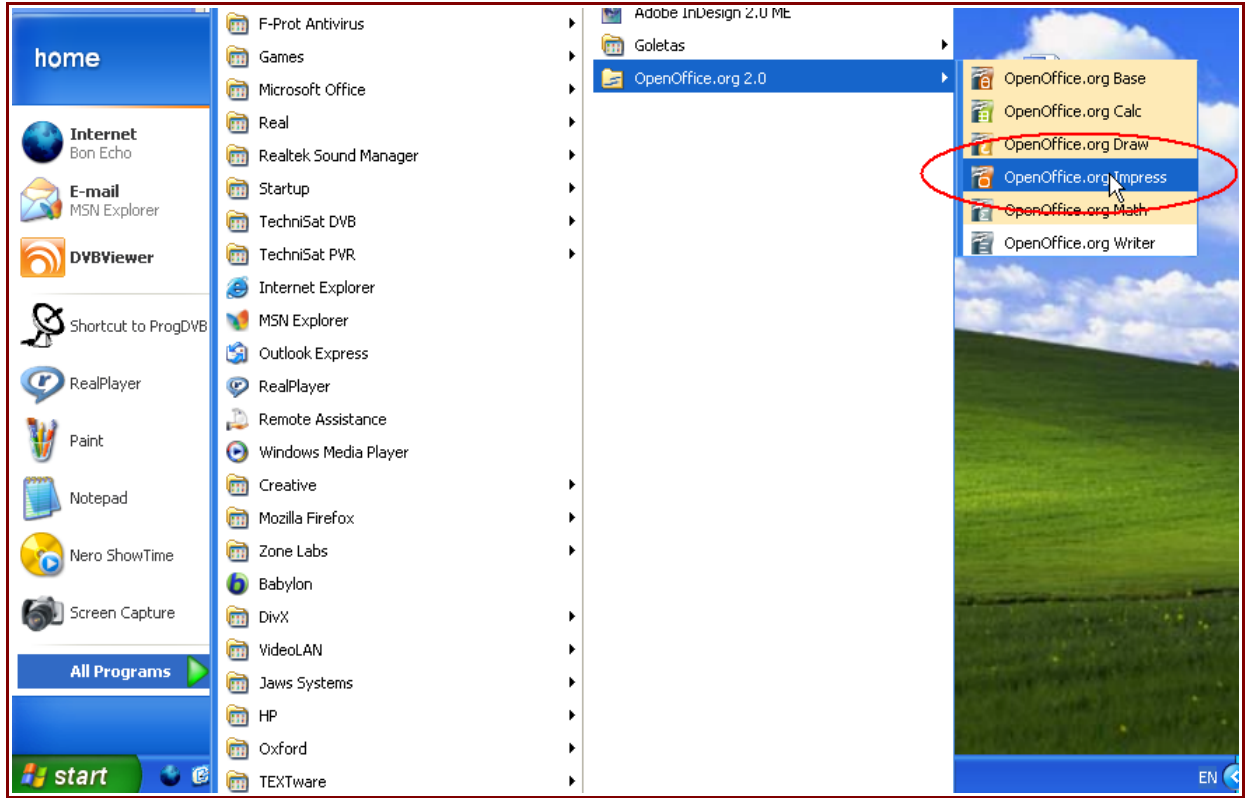 home
Internet
Bon Echo
E-mail
MSN Explorer
DVBViewer
Shortcut to ProgDVB
RealPlayer
Paint
Notepad
Nero ShowTime
Screen Capture
All Programs
start
F-Prot Antivirus
Games
Microsoft Office
Real
Realtek Sound Manager
Startup
TechniSat DVB
TechniSat PVR
Internet Explorer
MSN Explorer
Outlook Express
RealPlayer
Remote Assistance
Windows Media Player
Creative
Mozilla Firefox
Zone Labs
Babylon
DivX
VideoLAN
Jaws Systems
HP
Oxford
TEXTware
Adobe InDesign 2.0 ME
Goletas
OpenOffice.org 2.0
OpenOffice.org Base
OpenOffice.org Calc
OpenOffice.org Draw
OpenOffice.org Impress
OpenOffice.org Math
OpenOffice.org Writer
EN